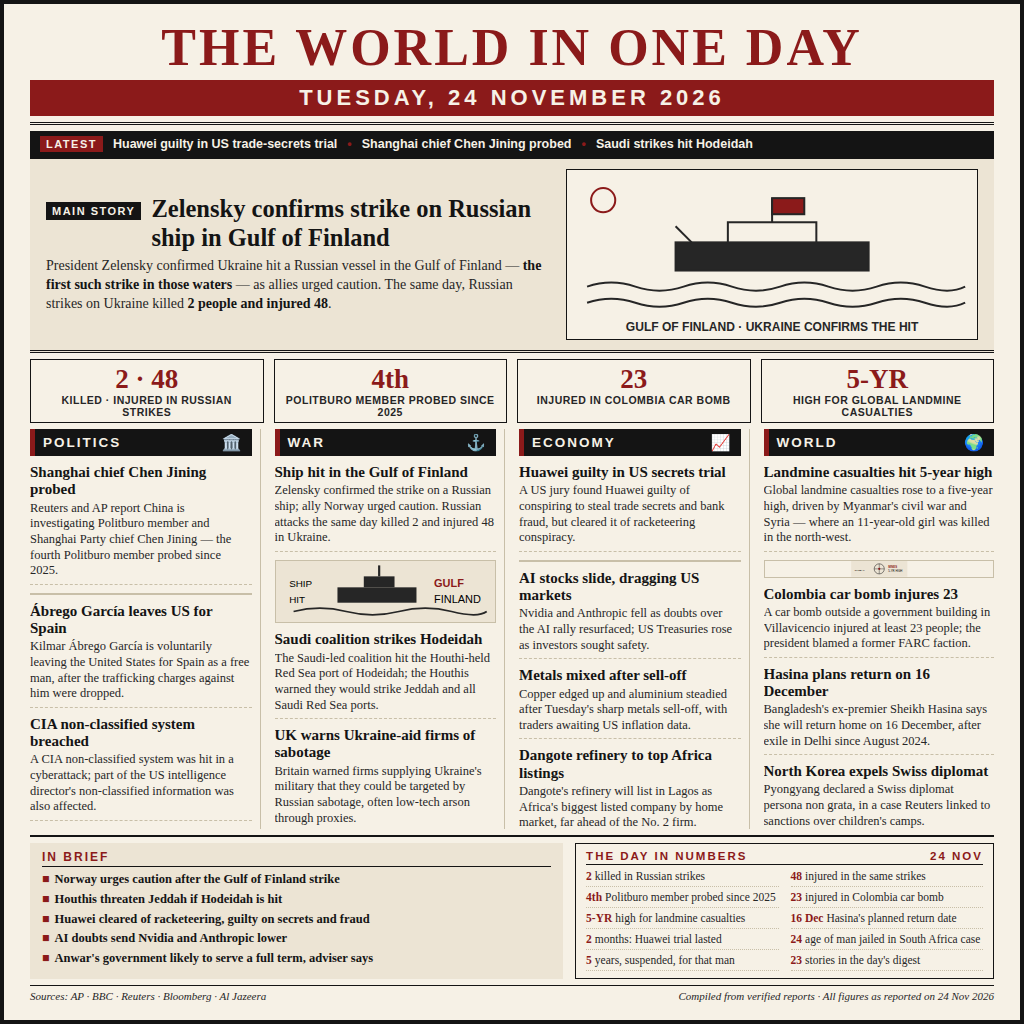 THE WORLD IN ONE DAY
TUESDAY, 24 NOVEMBER 2026
LATEST Huawei guilty in US trade-secrets trial • Shanghai chief Chen Jining probed • Saudi strikes hit Hodeidah
MAIN STORY Zelensky confirms strike on Russian
ship in Gulf of Finland
President Zelensky confirmed Ukraine hit a Russian vessel in the Gulf of Finland — the
first such strike in those waters — as allies urged caution. The same day, Russian
strikes on Ukraine killed 2 people and injured 48.
GULF OF FINLAND · UKRAINE CONFIRMS THE HIT
2 · 48
KILLED · INJURED IN RUSSIAN
STRIKES
4th
POLITBURO MEMBER PROBED SINCE
2025
23
INJURED IN COLOMBIA CAR BOMB
5-YR
HIGH FOR GLOBAL LANDMINE
CASUALTIES
POLITICS
Shanghai chief Chen Jining
probed
Reuters and AP report China is
investigating Politburo member and
Shanghai Party chief Chen Jining — the
fourth Politburo member probed since
2025.
Ábrego García leaves US for
Spain
Kilmar Ábrego García is voluntarily
leaving the United States for Spain as a free
man, after the trafficking charges against
him were dropped.
CIA non-classified system
breached
A CIA non-classified system was hit in a
cyberattack; part of the US intelligence
director's non-classified information was
also affected.
WAR
Ship hit in the Gulf of Finland
Zelensky confirmed the strike on a Russian
ship; ally Norway urged caution. Russian
attacks the same day killed 2 and injured 48
in Ukraine.
SHIP
HIT
GULF
FINLAND
Saudi coalition strikes Hodeidah
The Saudi-led coalition hit the Houthi-held
Red Sea port of Hodeidah; the Houthis
warned they would strike Jeddah and all
Saudi Red Sea ports.
UK warns Ukraine-aid firms of
sabotage
Britain warned firms supplying Ukraine's
military that they could be targeted by
Russian sabotage, often low-tech arson
through proxies.
ECONOMY
Huawei guilty in US secrets trial
A US jury found Huawei guilty of
conspiring to steal trade secrets and bank
fraud, but cleared it of racketeering
conspiracy.
AI stocks slide, dragging US
markets
Nvidia and Anthropic fell as doubts over
the AI rally resurfaced; US Treasuries rose
as investors sought safety.
Metals mixed after sell-off
Copper edged up and aluminium steadied
after Tuesday's sharp metals sell-off, with
traders awaiting US inflation data.
Dangote refinery to top Africa
listings
Dangote's refinery will list in Lagos as
Africa's biggest listed company by home
market, far ahead of the No. 2 firm.
WORLD
Landmine casualties hit 5-year high
Global landmine casualties rose to a five-year
high, driven by Myanmar's civil war and
Syria — where an 11-year-old girl was killed
in the north-west.
Colombia car bomb injures 23
A car bomb outside a government building in
Villavicencio injured at least 23 people; the
president blamed a former FARC faction.
Hasina plans return on 16
December
Bangladesh's ex-premier Sheikh Hasina says
she will return home on 16 December, after
exile in Delhi since August 2024.
North Korea expels Swiss diplomat
Pyongyang declared a Swiss diplomat
persona non grata, in a case Reuters linked to
sanctions over children's camps.
IN BRIEF
■ Norway urges caution after the Gulf of Finland strike
■ Houthis threaten Jeddah if Hodeidah is hit
■ Huawei cleared of racketeering, guilty on secrets and fraud
■ AI doubts send Nvidia and Anthropic lower
■ Anwar's government likely to serve a full term, adviser says
THE DAY IN NUMBERS 24 NOV
2 killed in Russian strikes
48 injured in the same strikes
4th Politburo member probed since 2025
23 injured in Colombia car bomb
5-YR high for landmine casualties
16 Dec Hasina's planned return date
2 months: Huawei trial lasted
24 age of man jailed in South Africa case
5 years, suspended, for that man
23 stories in the day's digest
Sources: AP · BBC · Reuters · Bloomberg · Al Jazeera
Compiled from verified reports · All figures as reported on 24 Nov 2026